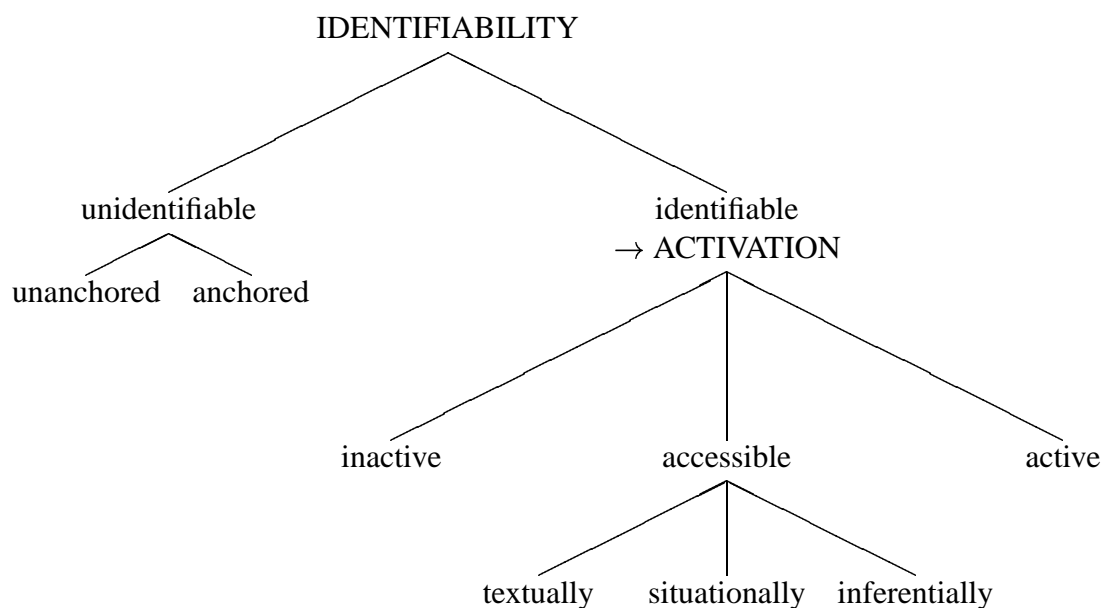 IDENTIFIABILITY
unidentifiable identifiable
→ ACTIVATION
unanchored anchored
inactive accessible active
textually situationally inferentially